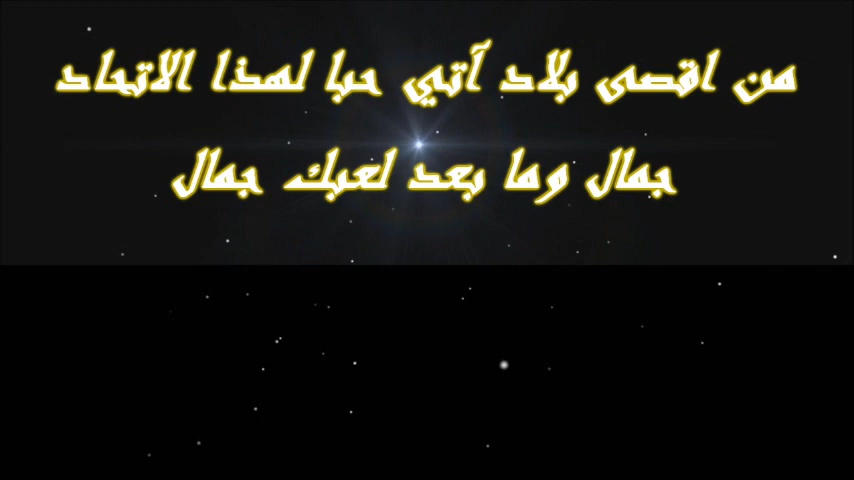 من اقصى بلاد آتي حبا لهذا الاتحاد
جمال وما بعد لعبك جمال